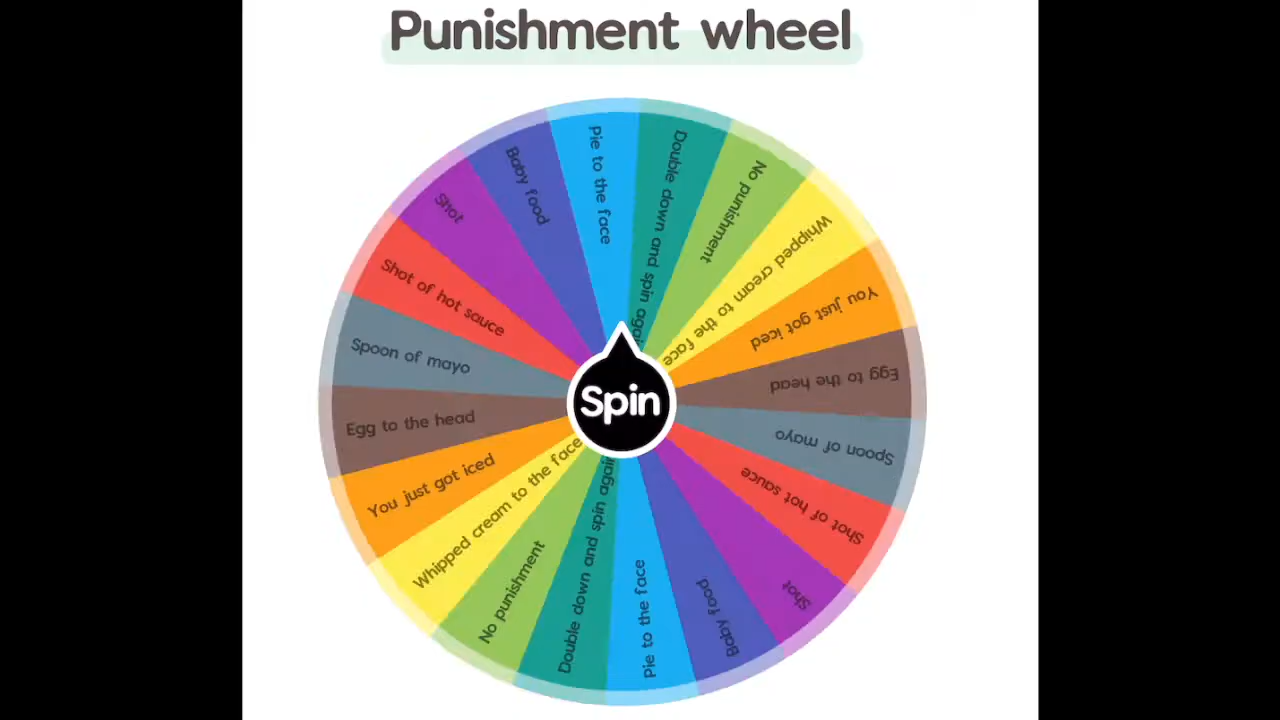 Punishment wheel
Pie to the face
Double down and spin again
No punishment
Whipped cream to the face
You just got iced
Egg to the head
Spoon of mayo
Shot of hot sauce
Shot
Baby food
Pie to the face
Double down and spin again
No punishment
Whipped cream to the face
You just got iced
Egg to the head
Spoon of mayo
Shot of hot sauce
Shot
Baby food
Spin